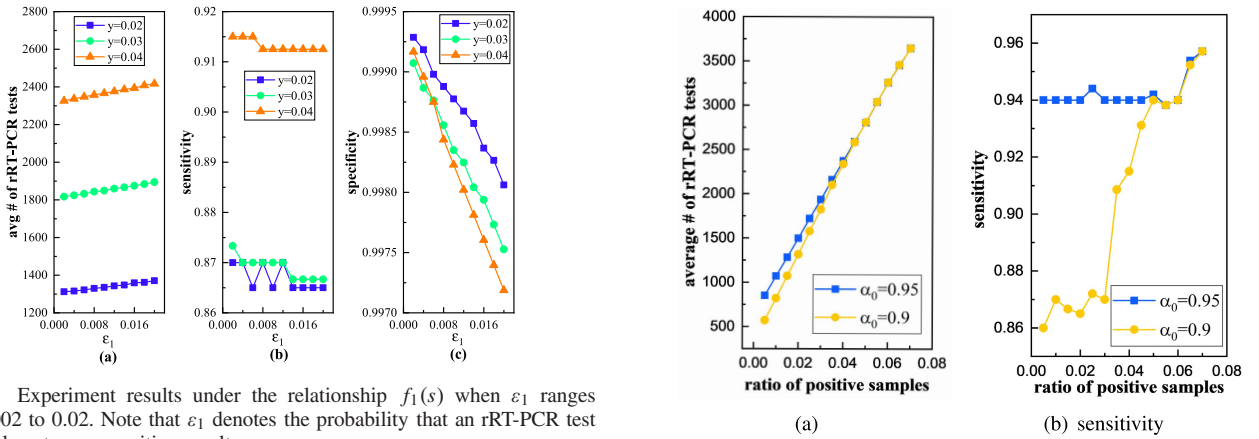 2800
2600
2400
2200
2000
1800
1600
1400
1200
0.000 0.008 0.016
avg # of rRT-PCR tests
y=0.02
y=0.03
y=0.04
ε1
(a)
0.92
0.91
0.90
0.89
0.88
0.87
0.86
0.000 0.008 0.016
sensitivity
y=0.02
y=0.03
y=0.04
ε1
(b)
0.9995
0.9990
0.9985
0.9980
0.9975
0.9970
0.000 0.008 0.016
specificity
y=0.02
y=0.03
y=0.04
ε1
(c)
Experiment results under the relationship f1(s) when ε1 ranges
02 to 0.02. Note that ε1 denotes the probability that an rRT-PCR test
4000
3500
3000
2500
2000
1500
1000
500
0.00 0.02 0.04 0.06 0.08
average # of rRT-PCR tests
α0=0.95
α0=0.9
ratio of positive samples
(a)
0.96
0.94
0.92
0.90
0.88
0.86
0.00 0.02 0.04 0.06 0.08
sensitivity
α0=0.95
α0=0.9
ratio of positive samples
(b) sensitivity